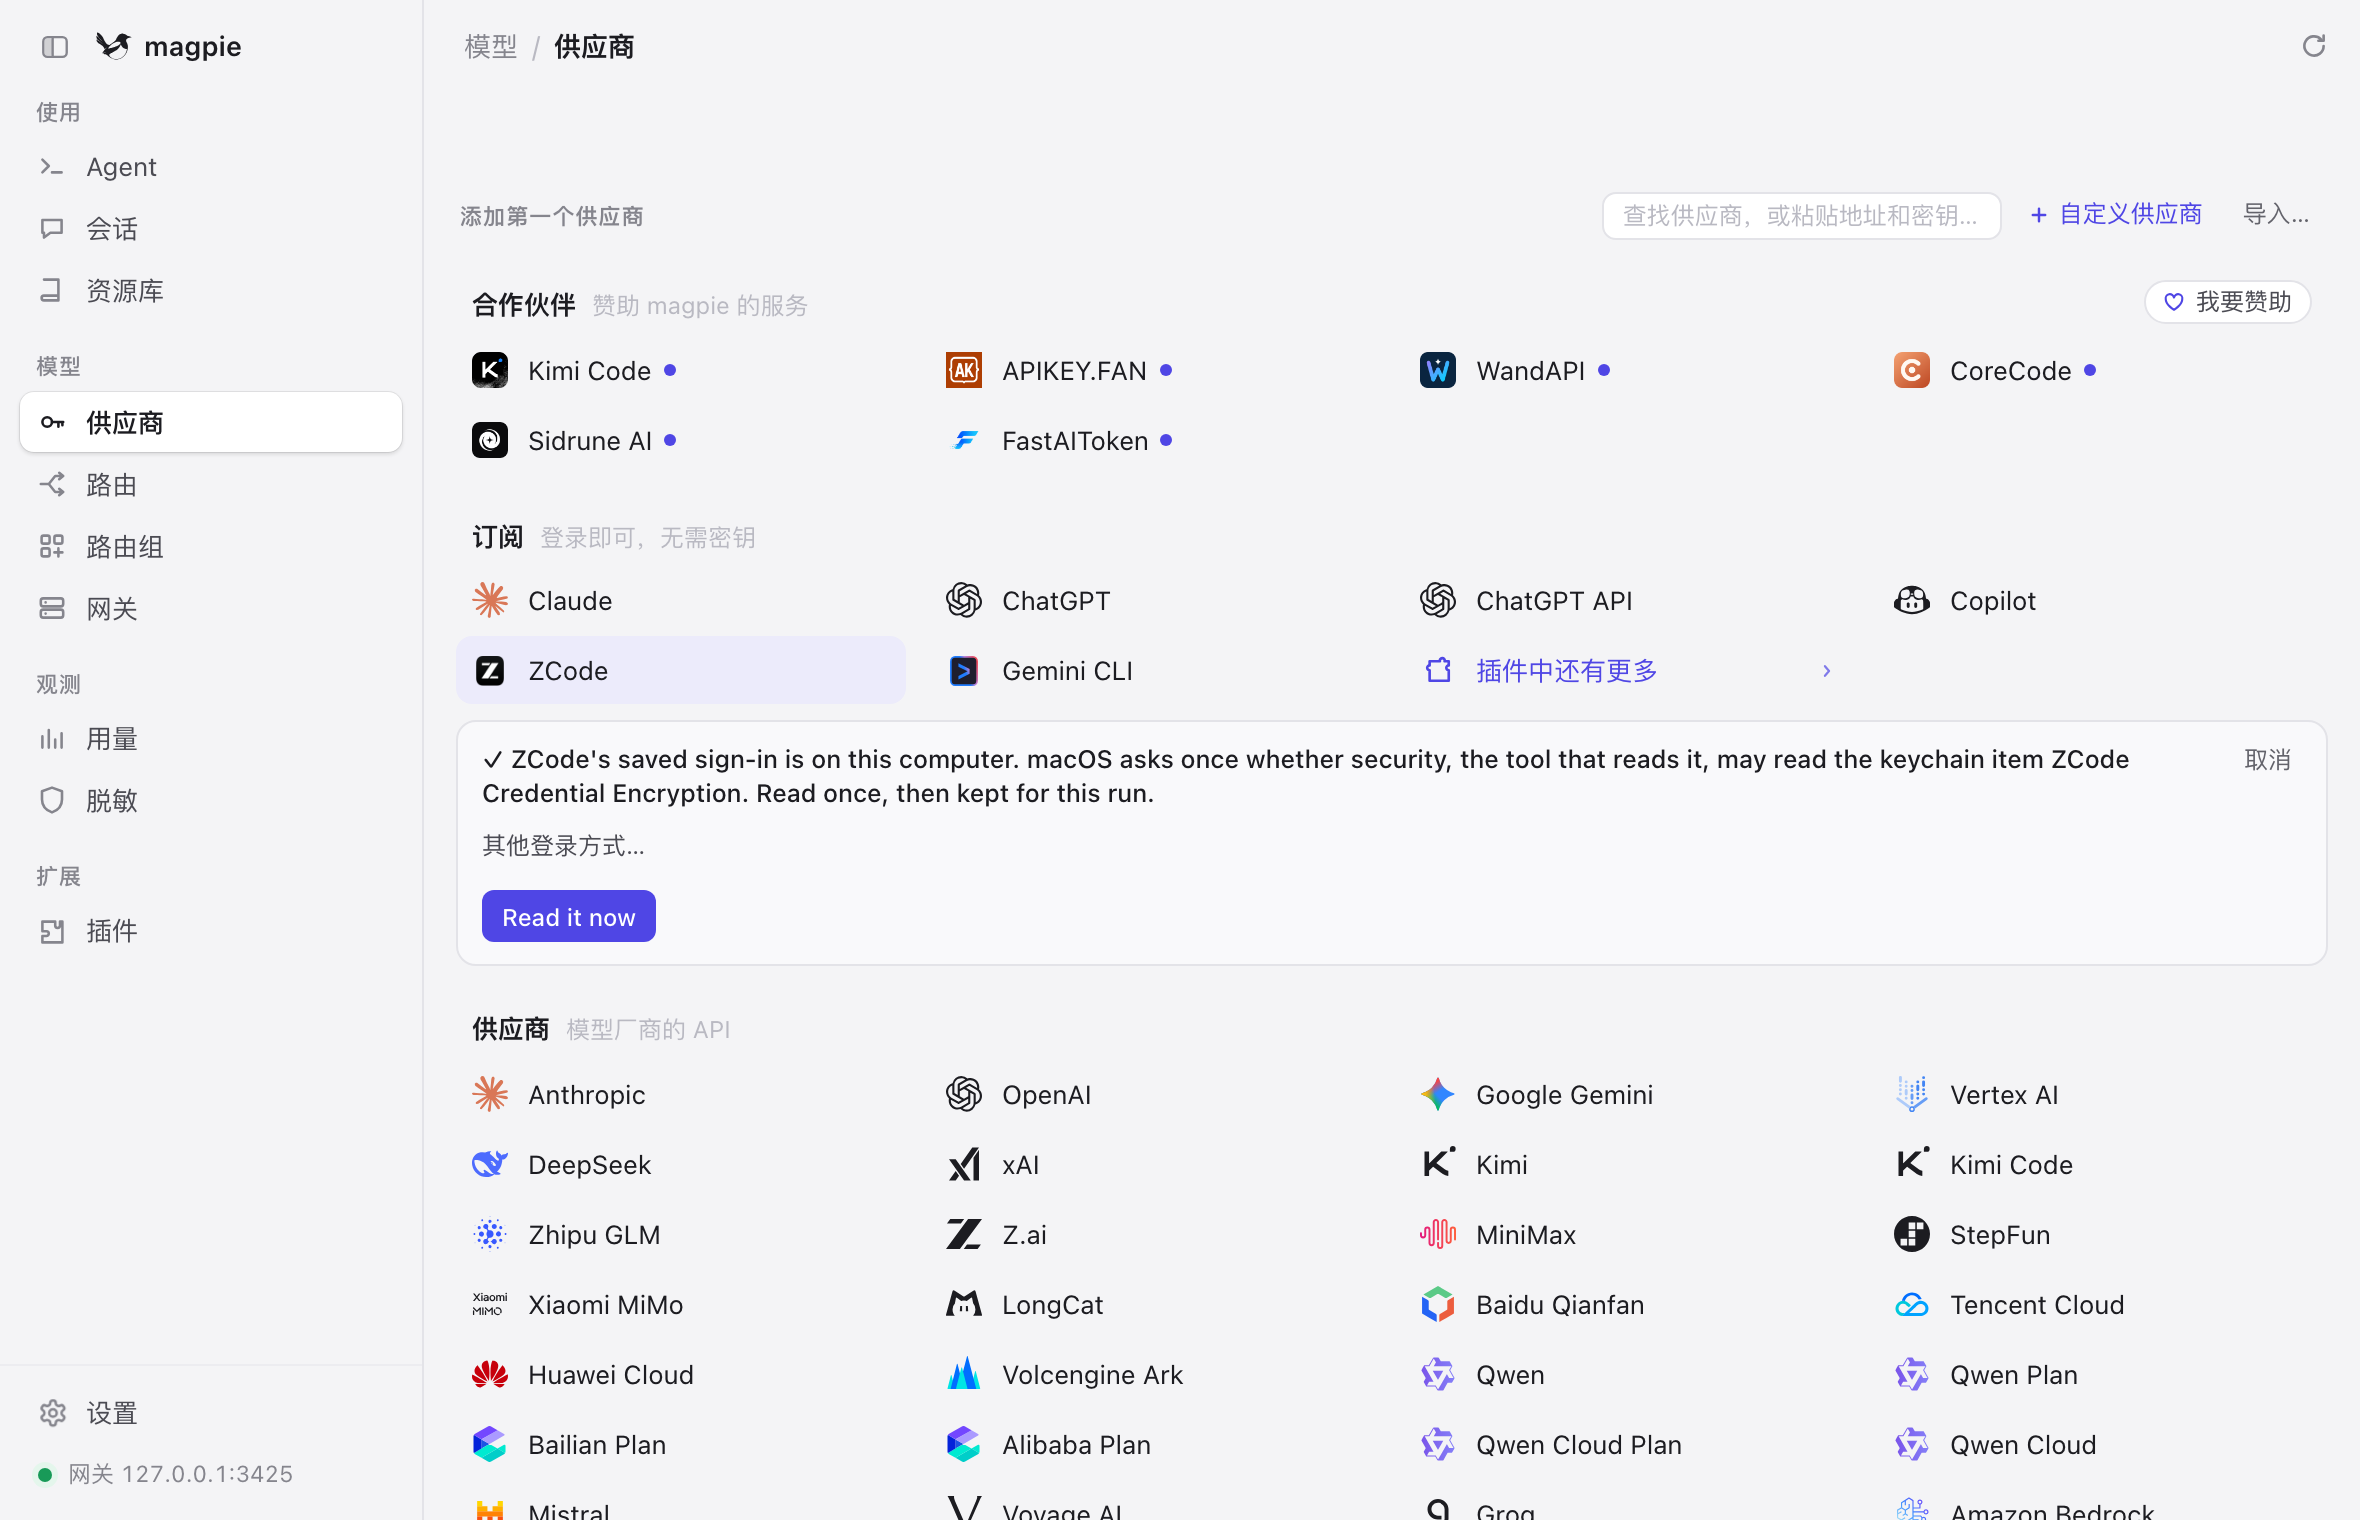 magpie
使用
Agent
会话
资源库
模型
供应商
路由
路由组
网关
观测
用量
脱敏
扩展
插件
设置
网关 127.0.0.1:3425
模型 / 供应商
添加第一个供应商
查找供应商，或粘贴地址和密钥...
+ 自定义供应商
导入...
合作伙伴 赞助 magpie 的服务
我要赞助
Kimi Code
APIKEY.FAN
WandAPI
CoreCode
Sidrune AI
FastAIToken
订阅 登录即可，无需密钥
Claude
ChatGPT
ChatGPT API
Copilot
ZCode
Gemini CLI
插件中还有更多
✓ ZCode's saved sign-in is on this computer. macOS asks once whether security, the tool that reads it, may read the keychain item ZCode
Credential Encryption. Read once, then kept for this run.
取消
其他登录方式...
Read it now
供应商 模型厂商的 API
Anthropic
OpenAI
Google Gemini
Vertex AI
DeepSeek
xAI
Kimi
Kimi Code
Zhipu GLM
Z.ai
MiniMax
StepFun
Xiaomi MIMO
Xiaomi MiMo
LongCat
Baidu Qianfan
Tencent Cloud
Huawei Cloud
Volcengine Ark
Qwen
Qwen Plan
Bailian Plan
Alibaba Plan
Qwen Cloud Plan
Qwen Cloud
Mistral
Voyage AI
Groq
Amazon Bedrock